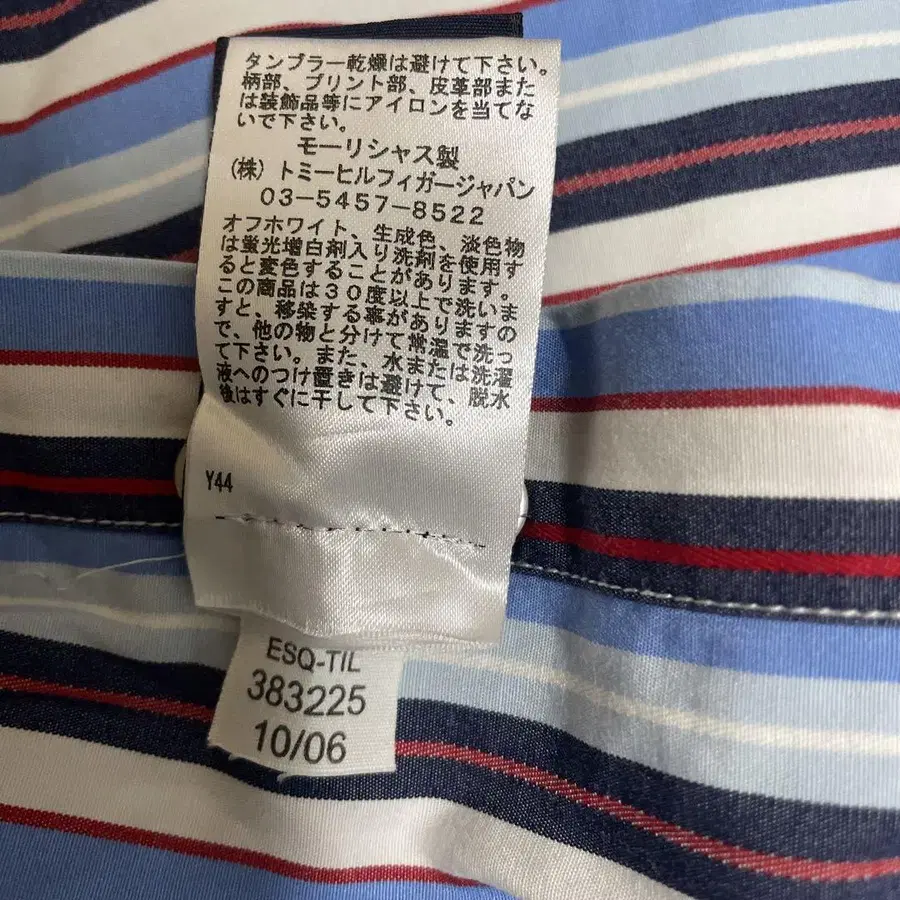 タンブラー乾燥は避けて下さい。
柄部、プリント部、皮革部また
は装飾品等にアイロンを当てな
いで下さい。
モーリシャス製
(株)トミーヒルフィガージャパン
03-5457-8522
オフホワイト、生成色、淡色物
は蛍光増白剤入り洗剤を使用す
ると変色することがあります。
この商品は30度以上で洗いま
すと、移染する事がありますの
で、他の物と分けて常温で洗っ
て下さい。また、水または洗濯
液へのつけ置きは避けて、脱水
後はすぐに干して下さい。
Y44
ESQ-TIL
383225
10/06